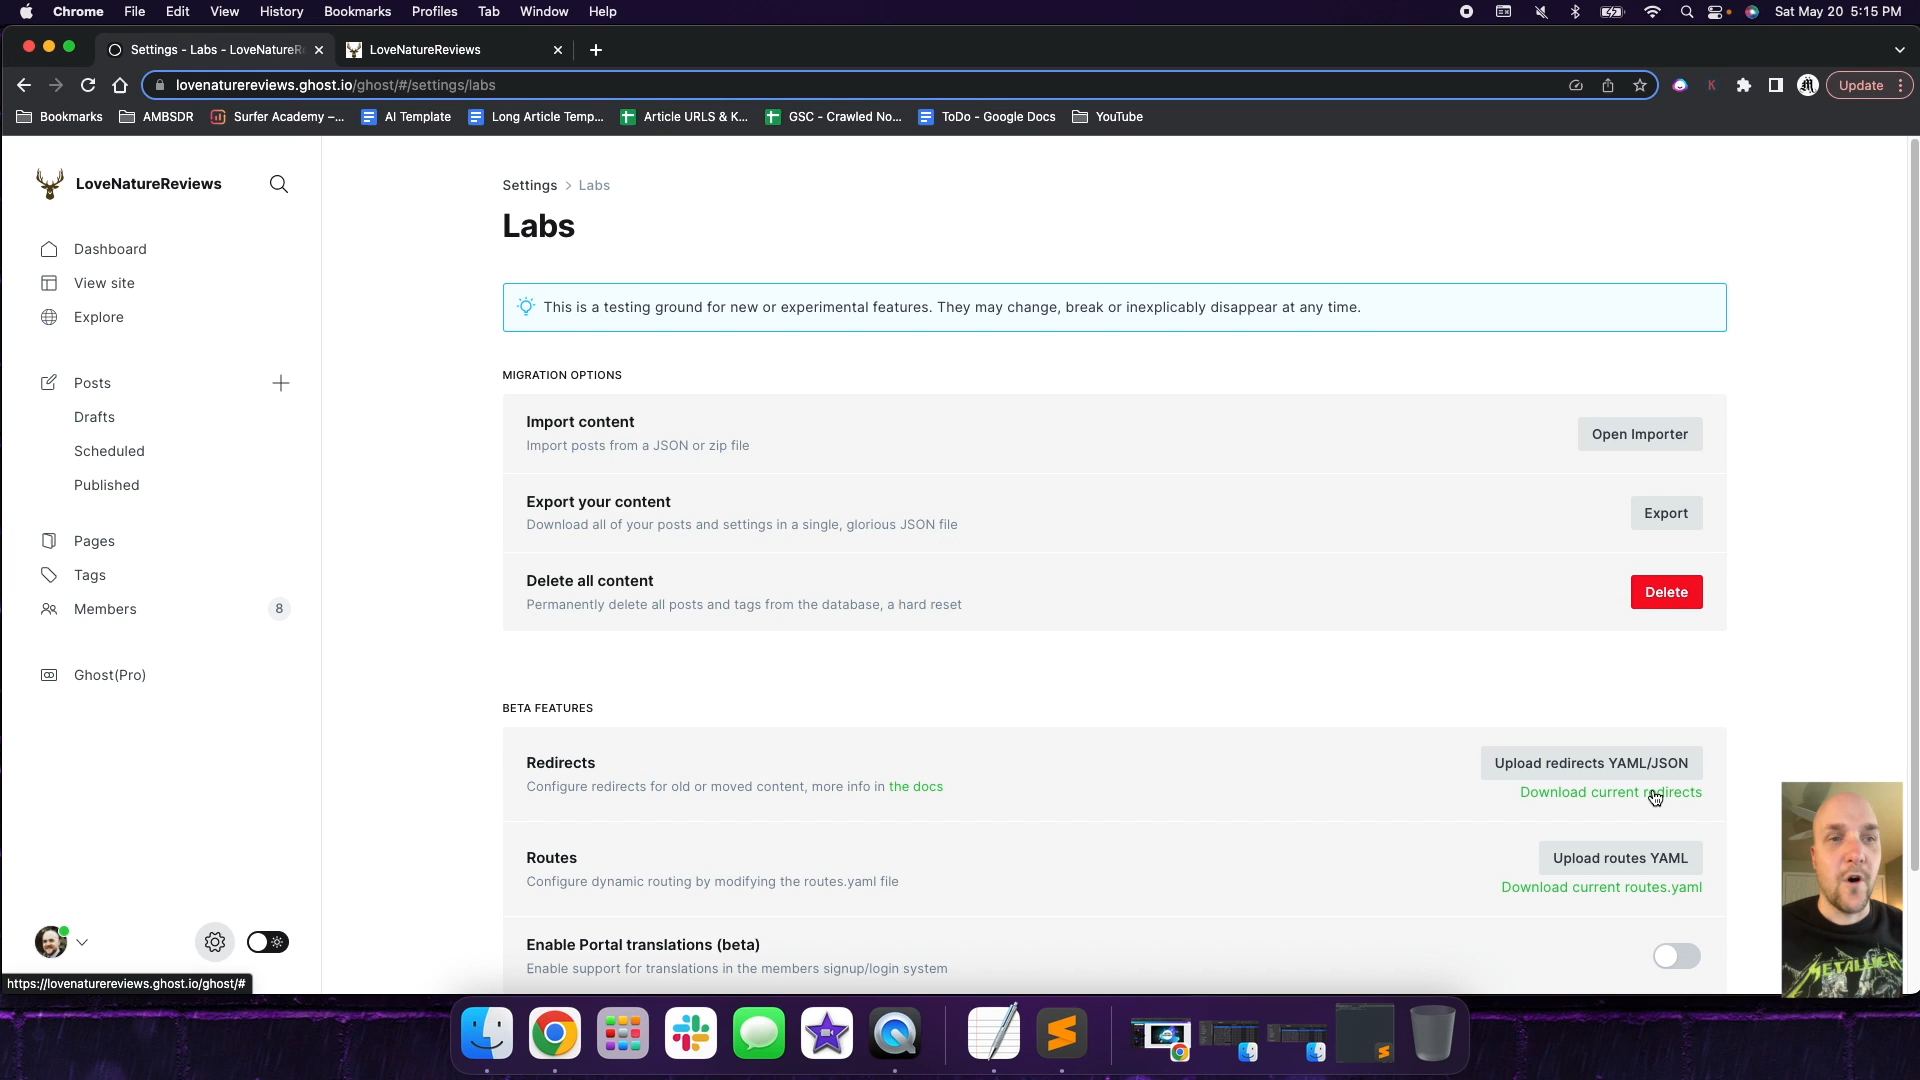 Chrome File Edit View History Bookmarks Profiles Tab Window Help Sat May 20 5:15 PM
Settings - Labs - LoveNatureR
LoveNatureReviews
lovenaturereviews.ghost.io/ghost/#/settings/labs
Update
Bookmarks AMBSDR Surfer Academy –... AI Template Long Article Temp... Article URLS & K... GSC - Crawled No... ToDo - Google Docs YouTube
LoveNatureReviews
Dashboard
View site
Explore
Posts
Drafts
Scheduled
Published
Pages
Tags
Members 8
Ghost(Pro)
https://lovenaturereviews.ghost.io/ghost/#
Settings > Labs
Labs
This is a testing ground for new or experimental features. They may change, break or inexplicably disappear at any time.
MIGRATION OPTIONS
Import content
Import posts from a JSON or zip file
Open Importer
Export your content
Download all of your posts and settings in a single, glorious JSON file
Export
Delete all content
Permanently delete all posts and tags from the database, a hard reset
Delete
BETA FEATURES
Redirects
Configure redirects for old or moved content, more info in the docs
Upload redirects YAML/JSON
Download current redirects
Routes
Configure dynamic routing by modifying the routes.yaml file
Upload routes YAML
Download current routes.yaml
Enable Portal translations (beta)
Enable support for translations in the members signup/login system
METALLICA